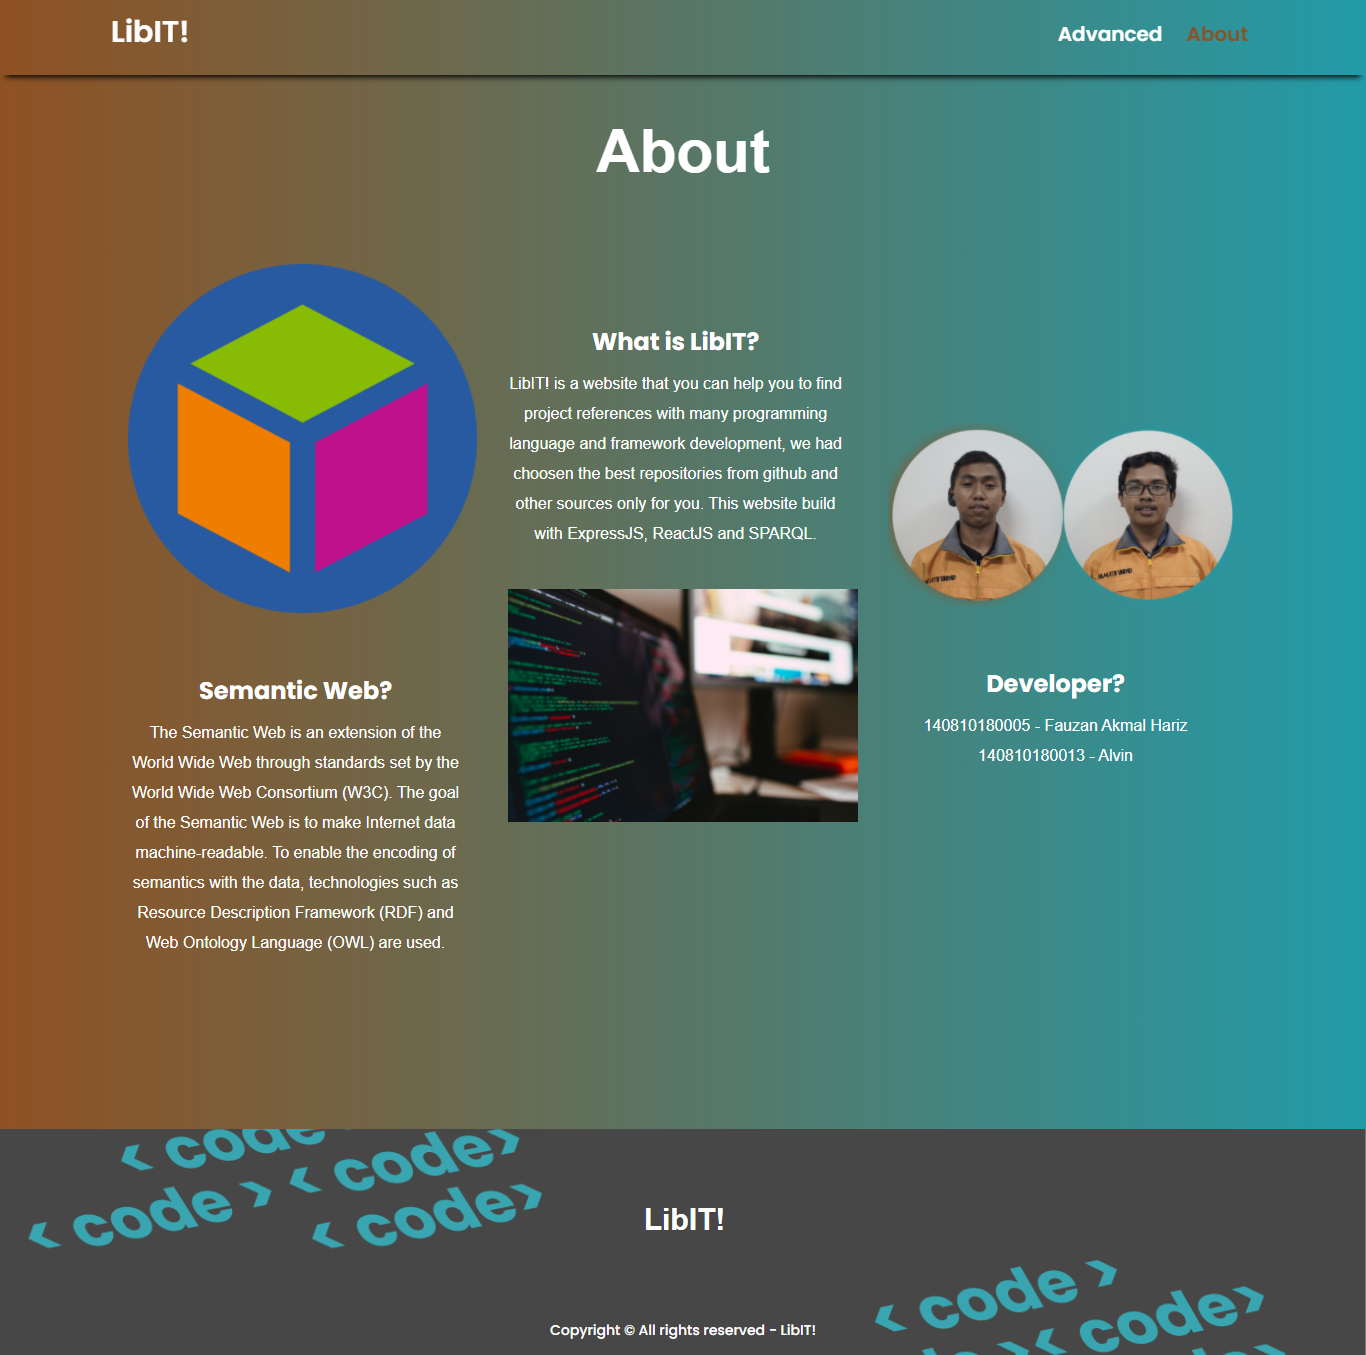 LibIT!
Advanced About
About
What is LibIT?
LibIT! is a website that you can help you to find
project references with many programming
language and framework development, we had
choosen the best repositories from github and
other sources only for you. This website build
with ExpressJS, ReactJS and SPARQL.
Semantic Web?
The Semantic Web is an extension of the
World Wide Web through standards set by the
World Wide Web Consortium (W3C). The goal
of the Semantic Web is to make Internet data
machine-readable. To enable the encoding of
semantics with the data, technologies such as
Resource Description Framework (RDF) and
Web Ontology Language (OWL) are used.
Developer?
140810180005 - Fauzan Akmal Hariz
140810180013 - Alvin
< code
< code>
< code >
< code>
LibIT!
< code >
< code>
Copyright © All rights reserved - LibIT!